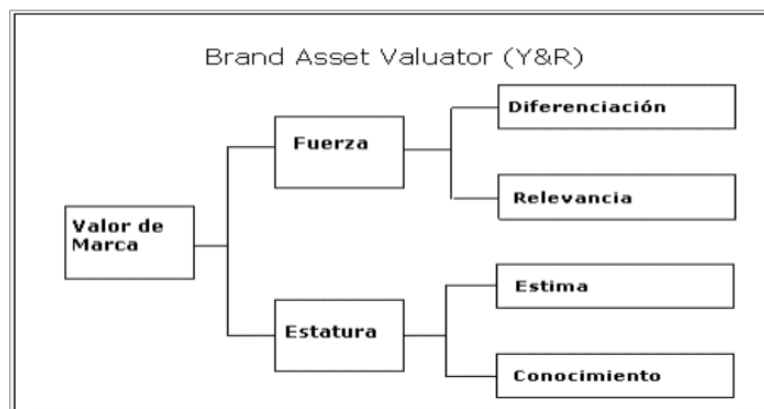 Brand Asset Valuator (Y&R)
Diferenciación
Fuerza
Relevancia
Valor de
Marca
Estima
Estatura
Conocimiento